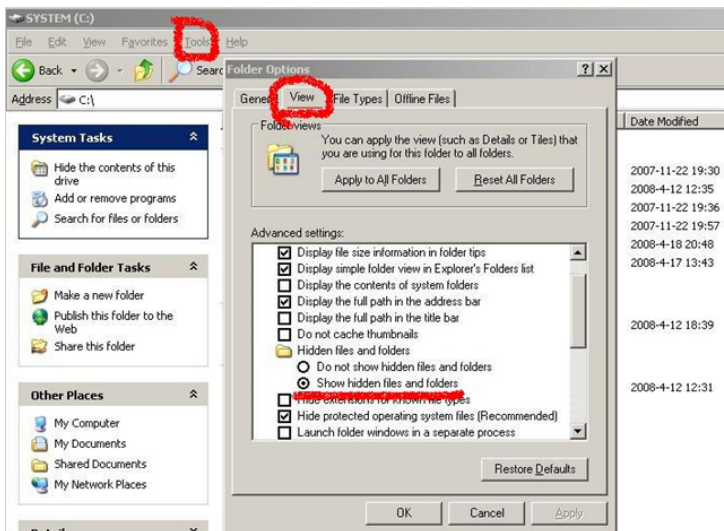 SYSTEM (C:)
File Edit View Favorites Tools Help
Back Searc
Address C:\
System Tasks
Hide the contents of this
drive
Add or remove programs
Search for files or folders
File and Folder Tasks
Make a new folder
Publish this folder to the
Web
Share this folder
Other Places
My Computer
My Documents
Shared Documents
My Network Places
Folder Options
General View File Types Offline Files
Folder views
You can apply the view (such as Details or Tiles) that
you are using for this folder to all folders.
Apply to All Folders Reset All Folders
Advanced settings:
Display file size information in folder tips
Display simple folder view in Explorer's Folders list
Display the contents of system folders
Display the full path in the address bar
Display the full path in the title bar
Do not cache thumbnails
Hidden files and folders
Do not show hidden files and folders
Show hidden files and folders
Hide extensions for known file types
Hide protected operating system files (Recommended)
Launch folder windows in a separate process
Restore Defaults
OK Cancel Apply
Date Modified
2007-11-22 19:30
2008-4-12 12:35
2007-11-22 19:36
2007-11-22 19:57
2008-4-18 20:48
2008-4-17 13:43
2008-4-12 18:39
2008-4-12 12:31